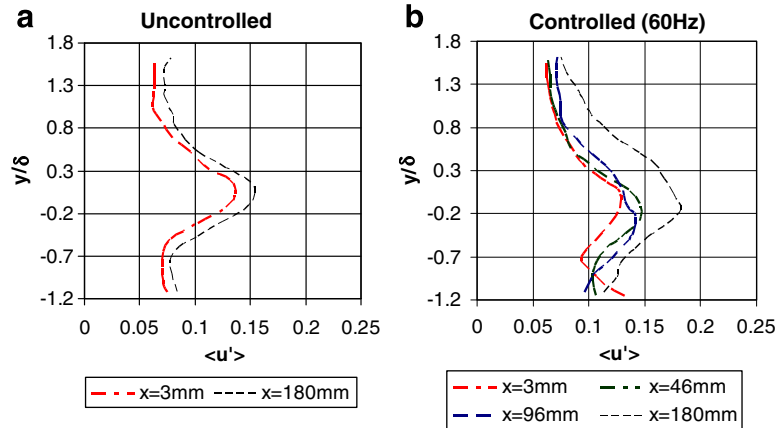 a
Uncontrolled
y/δ
1.8
1.3
0.8
0.3
-0.2
-0.7
-1.2
0 0.05 0.1 0.15 0.2 0.25
<u'>
x=3mm x=180mm
b
Controlled (60Hz)
y/δ
1.8
1.3
0.8
0.3
-0.2
-0.7
-1.2
0 0.05 0.1 0.15 0.2 0.25
<u'>
x=3mm x=46mm
x=96mm x=180mm